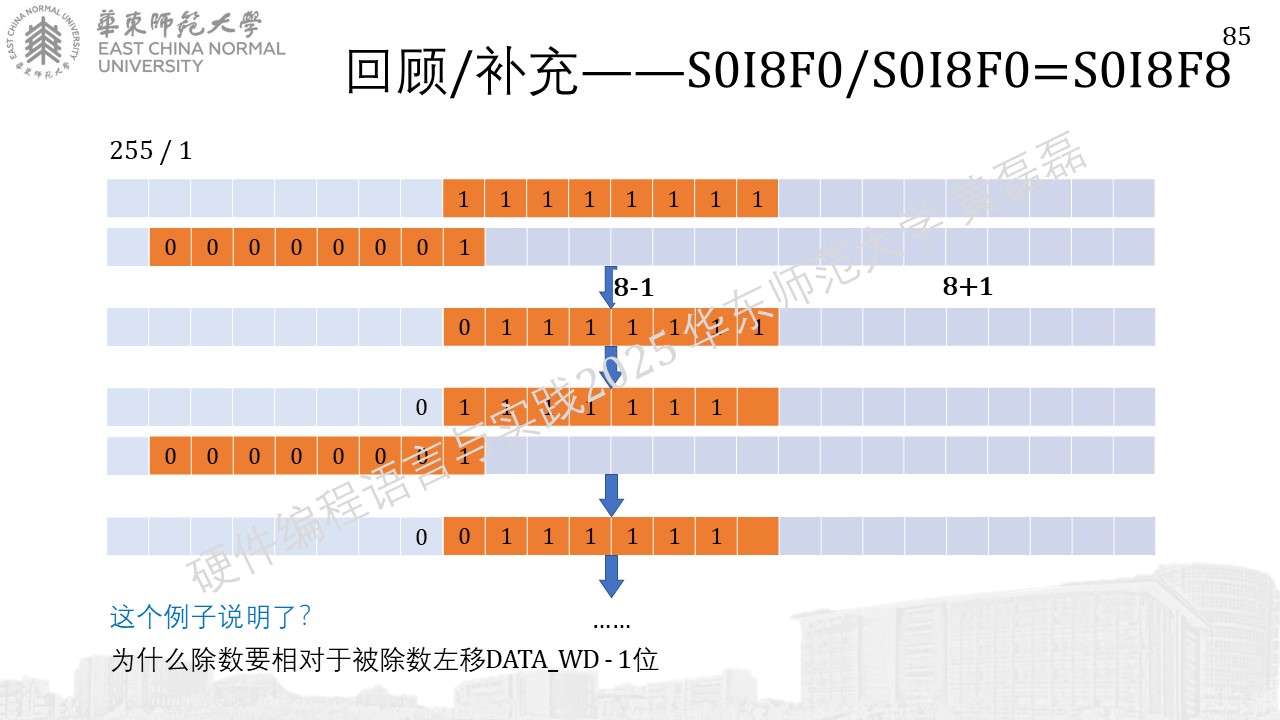 華東師範大學
EAST CHINA NORMAL
UNIVERSITY
85
回顾/补充——S0I8F0/S0I8F0=S0I8F8
255 / 1
1 1 1 1 1 1 1 1
0 0 0 0 0 0 0 1
8-1
8+1
0 1 1 1 1 1 1 1
0 1 1 1 1 1 1 1
0 0 0 0 0 0 0 1
0 0 1 1 1 1 1 1
这个例子说明了?
......
为什么除数要相对于被除数左移DATA_WD - 1位
硬件编程语言与实践2025 华东师范大学 黄磊磊